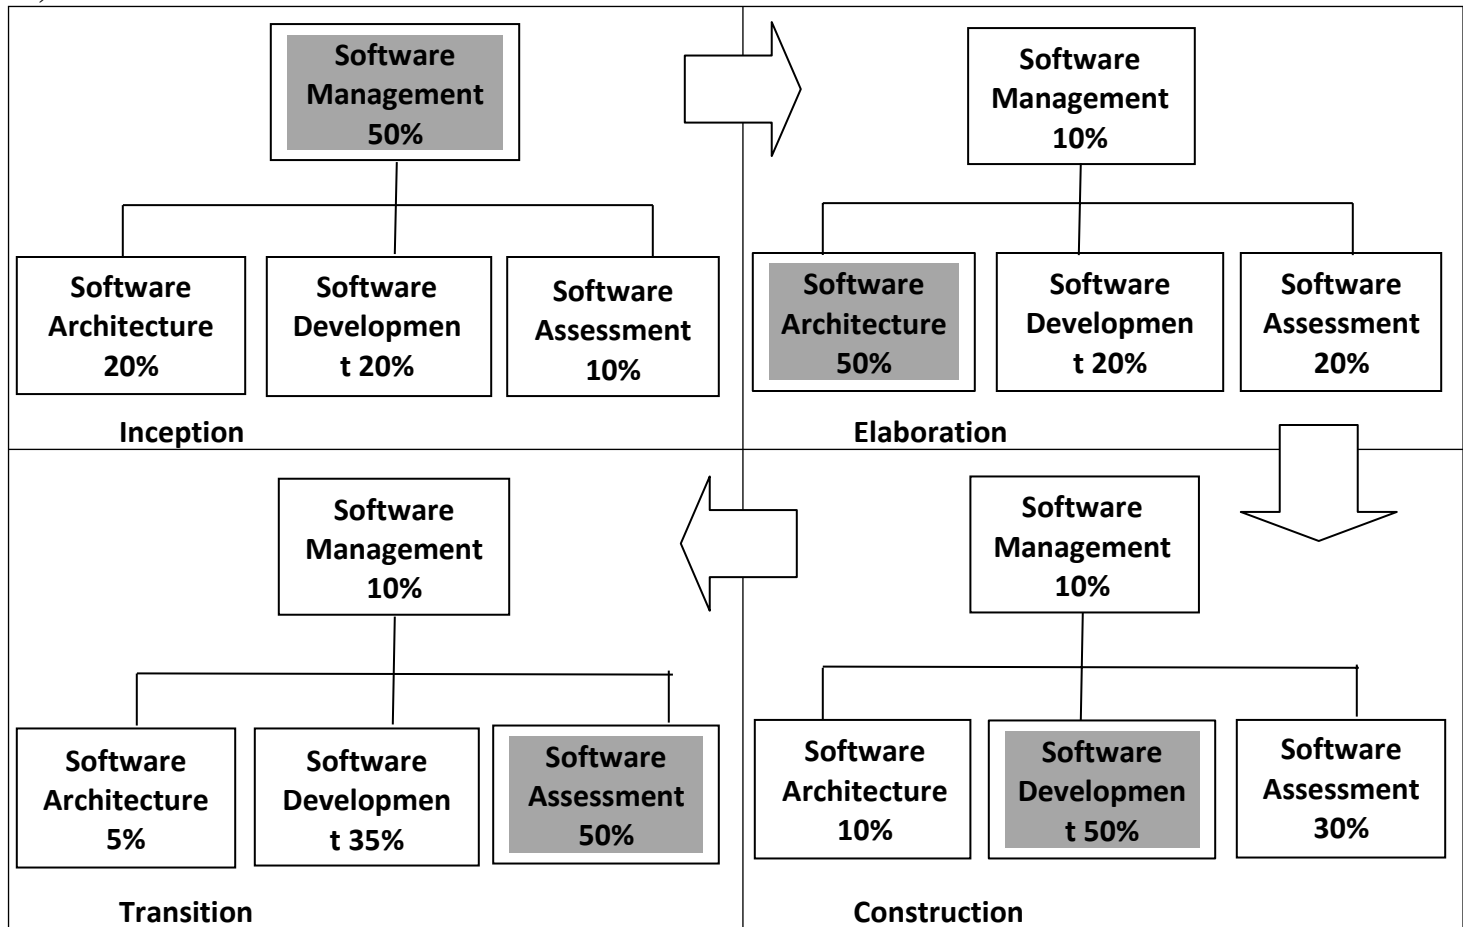 Software
Management
50%
Software
Architecture
20%
Software
Developmen
t 20%
Software
Assessment
10%
Inception
Software
Management
10%
Software
Architecture
50%
Software
Developmen
t 20%
Software
Assessment
20%
Elaboration
Software
Management
10%
Software
Architecture
5%
Software
Developmen
t 35%
Software
Assessment
50%
Transition
Software
Management
10%
Software
Architecture
10%
Software
Developmen
t 50%
Software
Assessment
30%
Construction